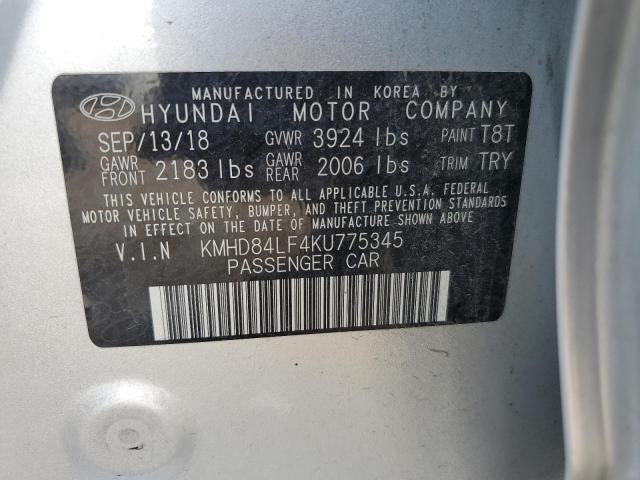 MANUFACTURED IN KOREA BY
HYUNDAI MOTOR COMPANY
SEP/13/18 GVWR 3924 lbs PAINT T8T
GAWR FRONT 2183 lbs GAWR REAR 2006 lbs TRIM TRY
THIS VEHICLE CONFORMS TO ALL APPLICABLE U.S.A. FEDERAL
MOTOR VEHICLE SAFETY, BUMPER, AND THEFT PREVENTION STANDARDS
IN EFFECT ON THE DATE OF MANUFACTURE SHOWN ABOVE.
V.I.N KMHD84LF4KU775345
PASSENGER CAR